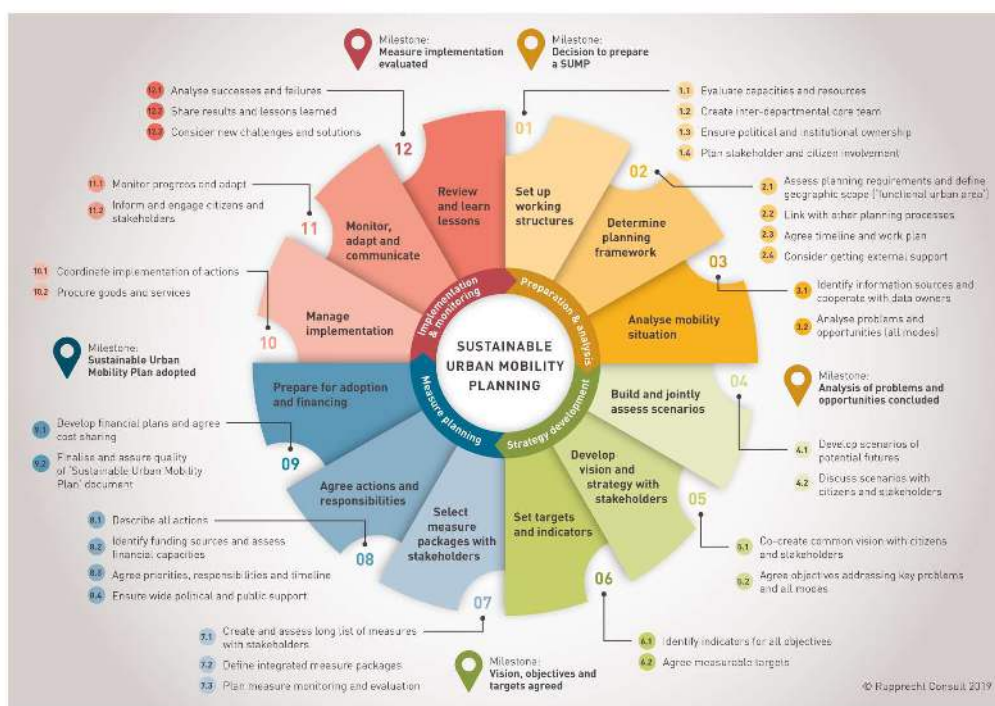 Milestone:
Measure implementation
evaluated
Milestone:
Decision to prepare
a SUMP
12.1 Analyse successes and failures
12.2 Share results and lessons learned
12.3 Consider new challenges and solutions
1.1 Evaluate capacities and resources
1.2 Create inter-departmental core team
1.3 Ensure political and institutional ownership
1.4 Plan stakeholder and citizen involvement
11.1 Monitor progress and adapt
11.2 Inform and engage citizens and
stakeholders
2.1 Assess planning requirements and define
geographic scope ('functional urban area')
2.2 Link with other planning processes
2.3 Agree timeline and work plan
2.4 Consider getting external support
10.1 Coordinate implementation of actions
10.2 Procure goods and services
3.1 Identify information sources and
cooperate with data owners
3.2 Analyse problems and
opportunities (all modes)
01
Set up
working
structures
02
Determine
planning
framework
03
Analyse mobility
situation
04
Build and jointly
assess scenarios
05
Develop
vision and
strategy with
stakeholders
06
Set targets
and indicators
07
Select
measure
packages with
stakeholders
08
Agree actions and
responsibilities
09
Prepare for adoption
and financing
10
Manage
implementation
11
Monitor,
adapt and
communicate
12
Review
and learn
lessons
Preparation & analysis
Strategy development
Measure planning
Implementation
& monitoring
SUSTAINABLE
URBAN MOBILITY
PLANNING
Milestone:
Sustainable Urban
Mobility Plan adopted
Milestone:
Analysis of problems and
opportunities concluded
9.1 Develop financial plans and agree
cost sharing
9.2 Finalise and assure quality
of 'Sustainable Urban Mobility
Plan' document
4.1 Develop scenarios of
potential futures
4.2 Discuss scenarios with
citizens and stakeholders
8.1 Describe all actions
8.2 Identify funding sources and assess
financial capacities
8.3 Agree priorities, responsibilities and timeline
8.4 Ensure wide political and public support
5.1 Co-create common vision with citizens
and stakeholders
5.2 Agree objectives addressing key problems
and all modes
7.1 Create and assess long list of measures
with stakeholders
7.2 Define integrated measure packages
7.3 Plan measure monitoring and evaluation
6.1 Identify indicators for all objectives
6.2 Agree measurable targets
Milestone:
Vision, objectives and
targets agreed
© Rupprecht Consult 2019